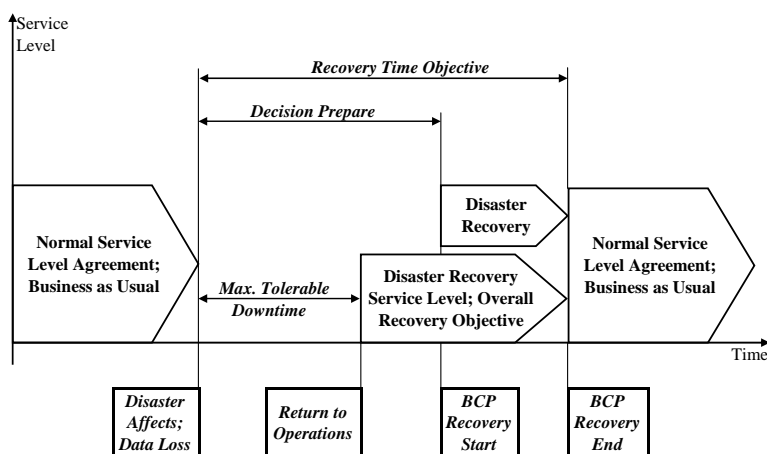 Service
Level
Recovery Time Objective
Decision Prepare
Disaster
Recovery
Normal Service
Level Agreement;
Business as Usual
Max. Tolerable
Downtime
Disaster Recovery
Service Level; Overall
Recovery Objective
Normal Service
Level Agreement;
Business as Usual
Time
Disaster
Affects;
Data Loss
Return to
Operations
BCP
Recovery
Start
BCP
Recovery
End